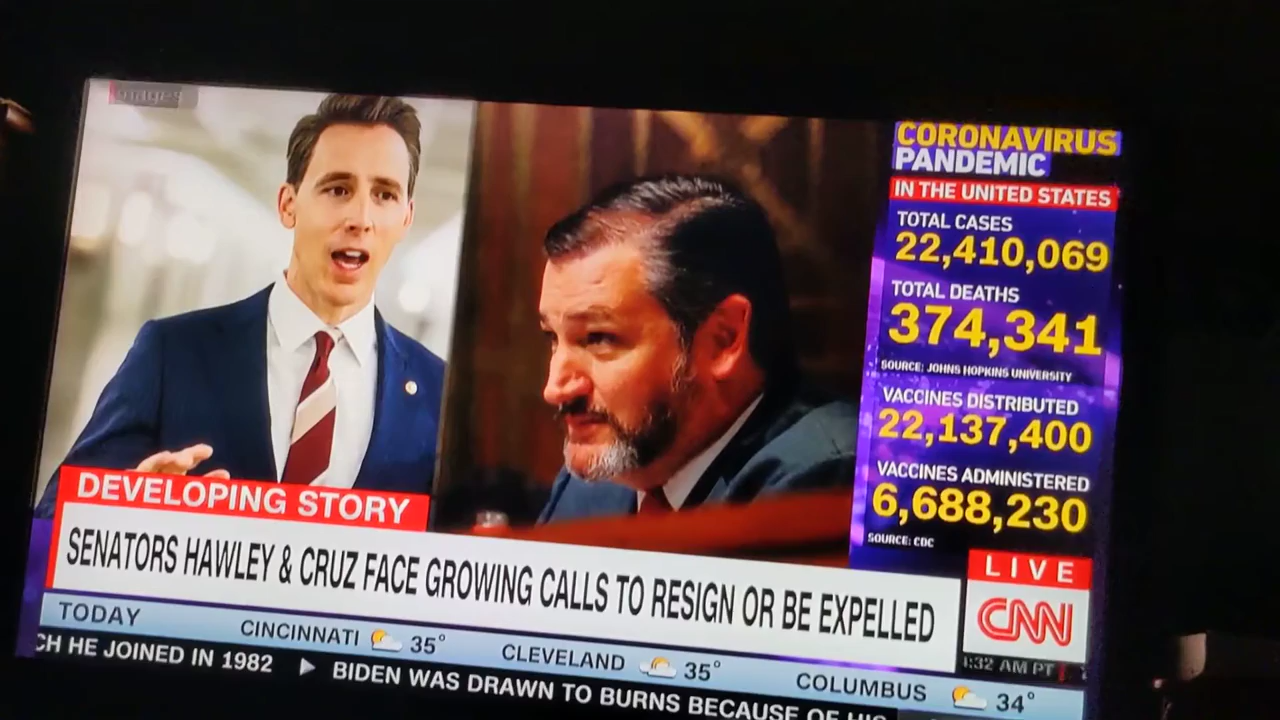 CORONAVIRUS
PANDEMIC
IN THE UNITED STATES
TOTAL CASES
22,410,069
TOTAL DEATHS
374,341
SOURCE: JOHNS HOPKINS UNIVERSITY
VACCINES DISTRIBUTED
22,137,400
VACCINES ADMINISTERED
6,688,230
SOURCE: CDC
DEVELOPING STORY
SENATORS HAWLEY & CRUZ FACE GROWING CALLS TO RESIGN OR BE EXPELLED
LIVE
CNN
:32 AM PT
TODAY CINCINNATI 35° CLEVELAND 35° COLUMBUS 34°
CH HE JOINED IN 1982 ▶ BIDEN WAS DRAWN TO BURNS BECAUSE OF HIS